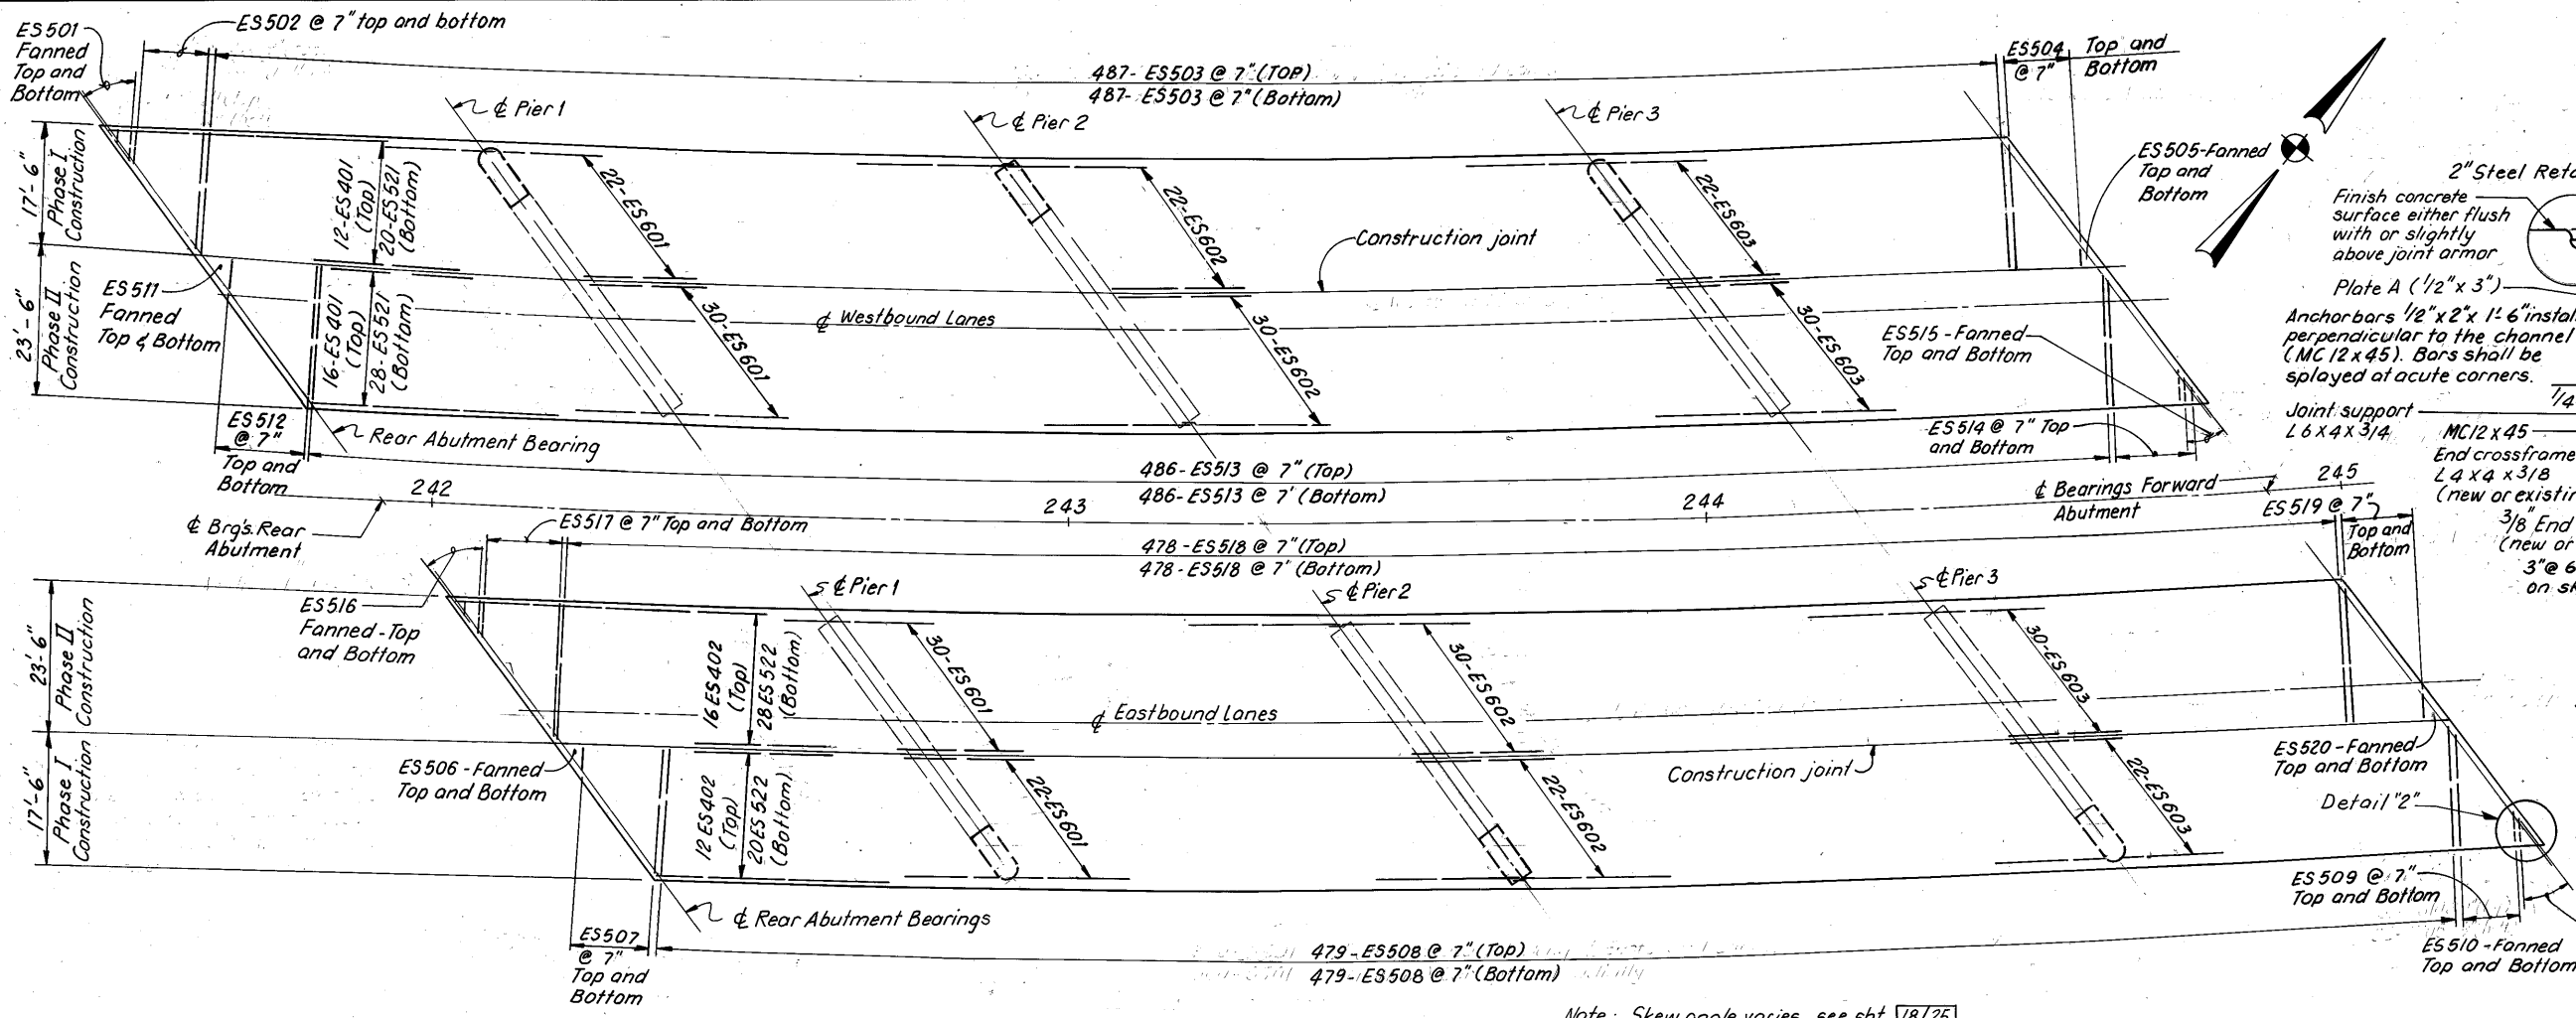 ES501
Fanned
Top and
Bottom
ES502 @ 7" top and bottom
487-ES503 @ 7" (TOP)
487-ES503 @ 7" (Bottom)
ES504
@ 7"
Top and
Bottom
℄ Pier 1
℄ Pier 2
℄ Pier 3
17'-6"
Phase I
Construction
23'-6"
Phase II
Construction
12-ES401
(Top)
20-ES521
(Bottom)
22-ES601
22-ES602
22-ES603
Construction joint
ES505-Fanned
Top and
Bottom
ES511
Fanned
Top & Bottom
16-ES401
(Top)
28-ES521
(Bottom)
30-ES601
℄ Westbound Lanes
30-ES602
30-ES603
ES515-Fanned
Top and Bottom
ES512
@ 7"
Top and
Bottom
Rear Abutment Bearing
ES514 @ 7" Top
and Bottom
486-ES513 @ 7" (Top)
486-ES513 @ 7' (Bottom)
242
243
244
245
℄ Brg's. Rear
Abutment
℄ Bearings Forward
Abutment
2" Steel Reta
Finish concrete
surface either flush
with or slightly
above joint armor
Plate A (1/2" x 3")
Anchor bars 1/2" x 2" x 1'-6" instal
perpendicular to the channel
(MC 12 x 45). Bars shall be
splayed at acute corners.
1/4
Joint support
L 6 x 4 x 3/4
MC12 x 45
End crossframe
L 4 x 4 x 3/8
(new or existin
3/8" End
(new or
3" @ 6
on sk
ES517 @ 7" Top and Bottom
478-ES518 @ 7" (Top)
478-ES518 @ 7' (Bottom)
ES519 @ 7"
Top and
Bottom
℄ Pier 1
℄ Pier 2
℄ Pier 3
ES516
Fanned-Top
and Bottom
23'-6"
Phase II
Construction
17'-6"
Phase I
Construction
16 ES402
(Top)
28 ES522
(Bottom)
30-ES601
30-ES602
30-ES603
℄ Eastbound Lanes
ES506-Fanned
Top and Bottom
12 ES402
(Top)
20 ES522
(Bottom)
22-ES601
22-ES602
22-ES603
Construction joint
ES520-Fanned
Top and Bottom
Detail "2"
℄ Rear Abutment Bearings
ES507
@ 7"
Top and
Bottom
479-ES508 @ 7" (Top)
479-ES508 @ 7" (Bottom)
ES509 @ 7"
Top and Bottom
ES510-Fanned
Top and Bottom
Note: Skew angle varies, see sht. 18/25